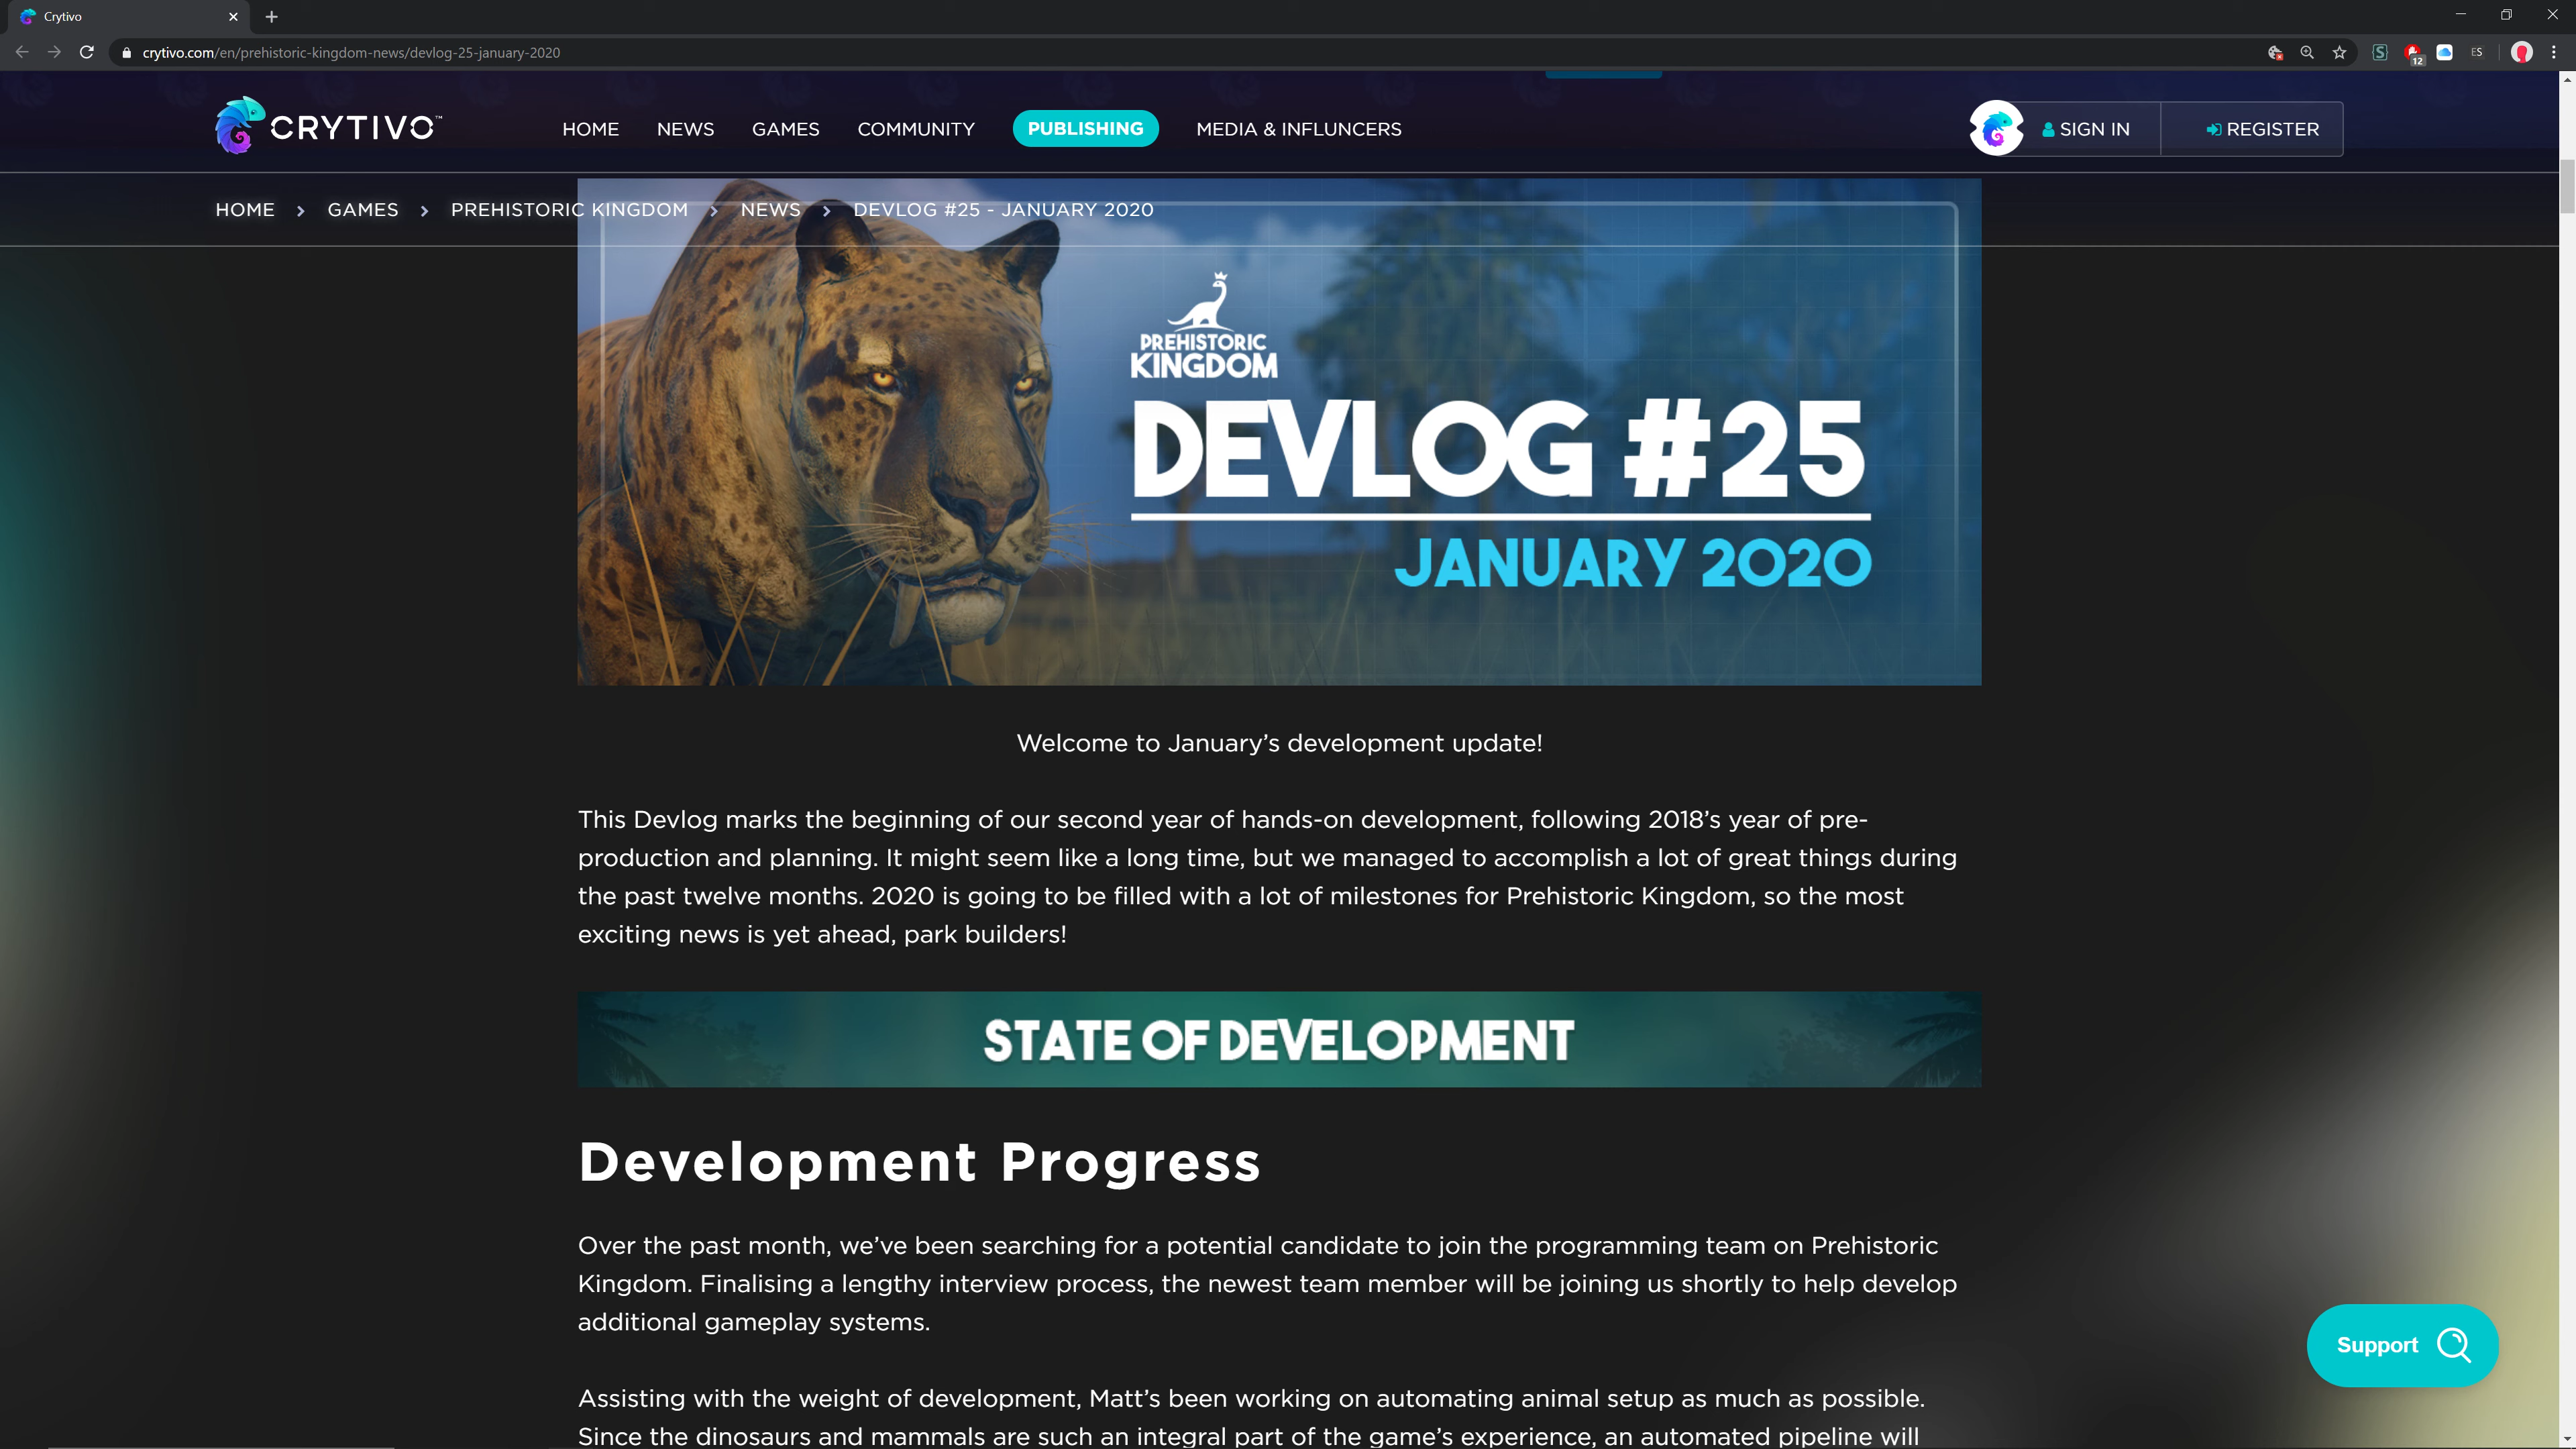 Crytivo
crytivo.com/en/prehistoric-kingdom-news/devlog-25-january-2020
12
ES
CRYTIVO™
HOME
NEWS
GAMES
COMMUNITY
PUBLISHING
MEDIA & INFLUNCERS
SIGN IN
REGISTER
HOME > GAMES > PREHISTORIC KINGDOM > NEWS > DEVLOG #25 - JANUARY 2020
PREHISTORIC
KINGDOM
DEVLOG #25
JANUARY 2020
Welcome to January’s development update!
This Devlog marks the beginning of our second year of hands-on development, following 2018’s year of pre-
production and planning. It might seem like a long time, but we managed to accomplish a lot of great things during
the past twelve months. 2020 is going to be filled with a lot of milestones for Prehistoric Kingdom, so the most
exciting news is yet ahead, park builders!
STATE OF DEVELOPMENT
Development Progress
Over the past month, we’ve been searching for a potential candidate to join the programming team on Prehistoric
Kingdom. Finalising a lengthy interview process, the newest team member will be joining us shortly to help develop
additional gameplay systems.
Support
Assisting with the weight of development, Matt’s been working on automating animal setup as much as possible.
Since the dinosaurs and mammals are such an integral part of the game’s experience, an automated pipeline will